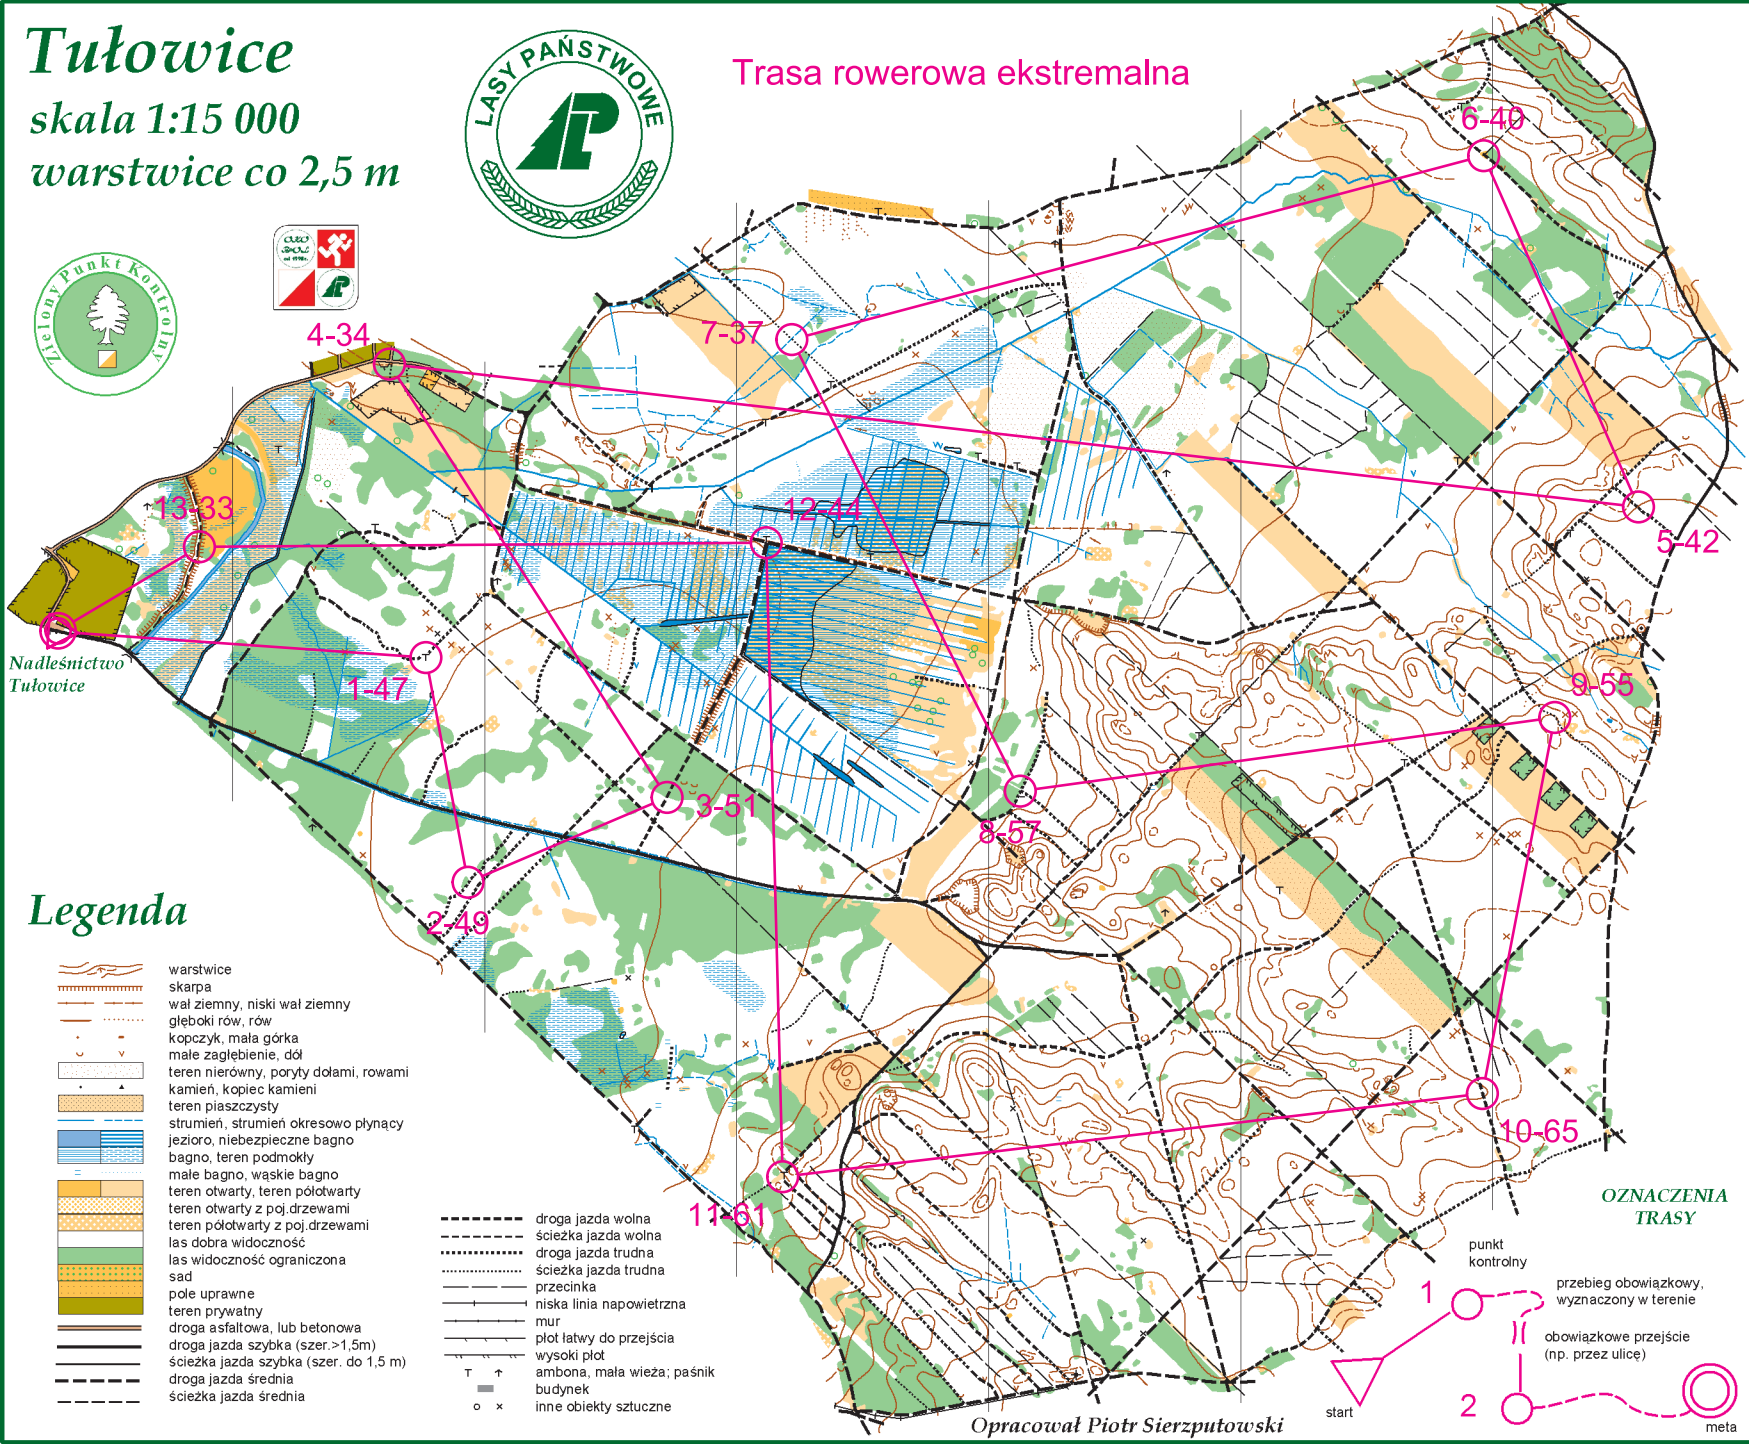 Tułowice
skala 1:15 000
warstwice co 2,5 m
LASY PAŃSTWOWE
Trasa rowerowa ekstremalna
Zielony Punkt Kontrolny
6-40
7-37
4-34
13-33
12-44
5-42
1-47
9-55
3-51
8-57
2-49
10-65
11-61
Nadleśnictwo
Tułowice
Legenda
warstwice
skarpa
wał ziemny, niski wał ziemny
głęboki rów, rów
kopczyk, mała górka
małe zagłębienie, dół
teren nierówny, poryty dołami, rowami
kamień, kopiec kamieni
teren piaszczysty
strumień, strumień okresowo płynący
jezioro, niebezpieczne bagno
bagno, teren podmokły
małe bagno, wąskie bagno
teren otwarty, teren półotwarty
teren otwarty z poj.drzewami
teren półotwarty z poj.drzewami
las dobra widoczność
las widoczność ograniczona
sad
pole uprawne
teren prywatny
droga asfaltowa, lub betonowa
droga jazda szybka (szer.>1,5m)
ścieżka jazda szybka (szer. do 1,5 m)
droga jazda średnia
ścieżka jazda średnia
droga jazda wolna
ścieżka jazda wolna
droga jazda trudna
ścieżka jazda trudna
przecinka
niska linia napowietrzna
mur
płot łatwy do przejścia
wysoki płot
ambona, mała wieża; paśnik
budynek
inne obiekty sztuczne
OZNACZENIA
TRASY
punkt
kontrolny
1
przebieg obowiązkowy,
wyznaczony w terenie
obowiązkowe przejście
(np. przez ulicę)
2
start
meta
Opracował Piotr Sierzputowski